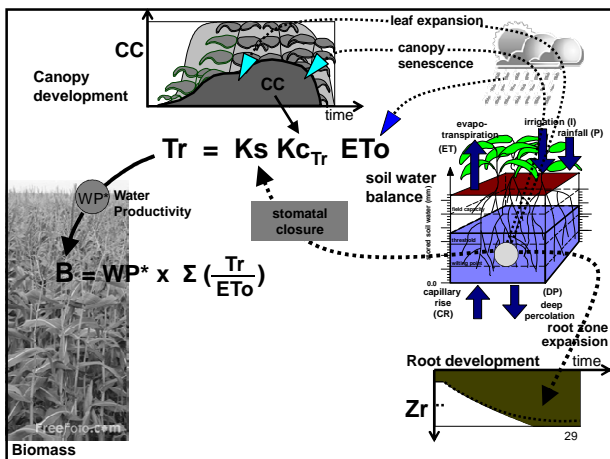 CC
leaf expansion
canopy
senescence
Canopy
development
CC
time
Tr = Ks KcTr ETo
evapo-
transpiration
(ET)
irrigation (I)
rainfall (P)
WP*
Water
Productivity
soil water
balance
stored soil water (mm)
field capacity
threshold
wilting point
0.0
stomatal
closure
B = WP* x Σ (Tr/ETo)
capillary
rise
(CR)
(DP)
deep
percolation
root zone
expansion
Root development
time
Zr
29
FreeFoto.com
Biomass